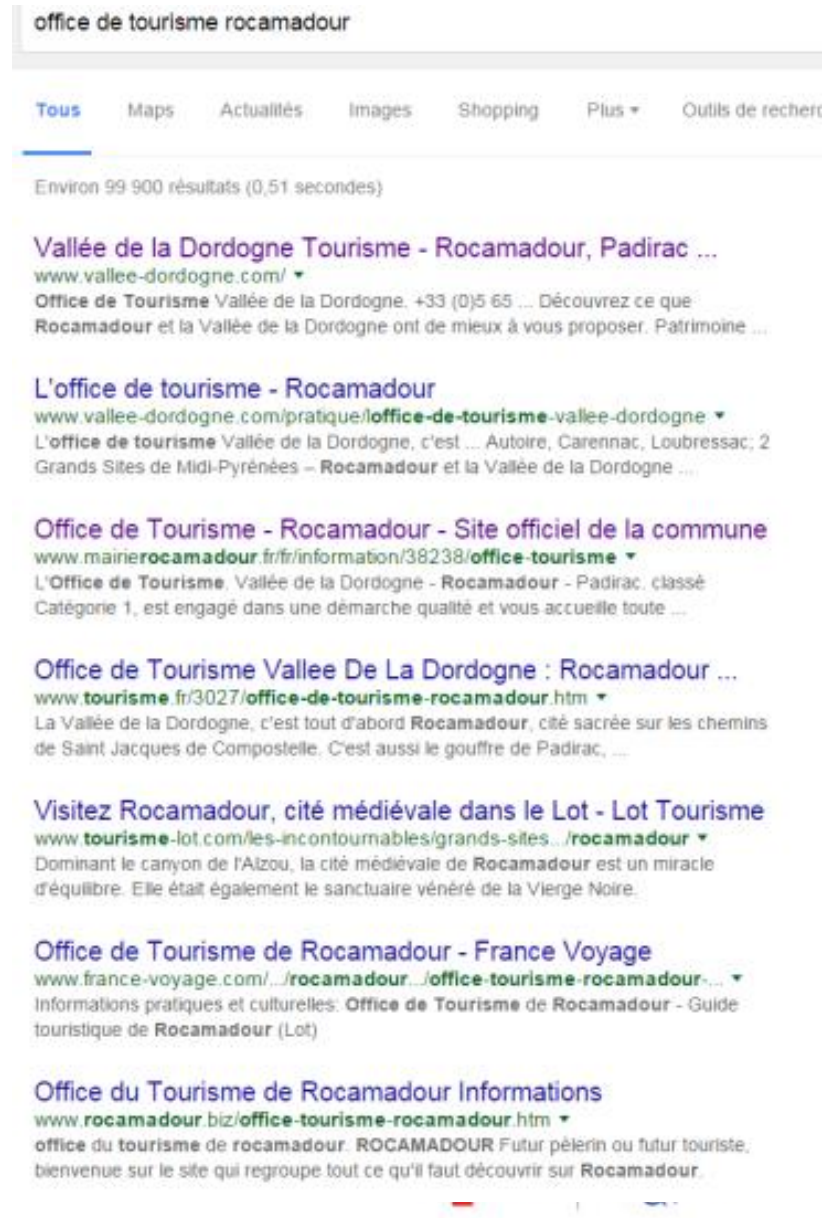 office de tourisme rocamadour
Tous Maps Actualités Images Shopping Plus Outils de recherc
Environ 99 900 résultats (0,51 secondes)
Vallée de la Dordogne Tourisme - Rocamadour, Padirac ...
www.vallee-dordogne.com/
Office de Tourisme Vallée de la Dordogne. +33 (0)5 65 ... Découvrez ce que
Rocamadour et la Vallée de la Dordogne ont de mieux à vous proposer. Patrimoine ...
L'office de tourisme - Rocamadour
www.vallee-dordogne.com/pratique/loffice-de-tourisme-vallee-dordogne
L'office de tourisme Vallée de la Dordogne, c'est ... Autoire, Carennac, Loubressac; 2
Grands Sites de Midi-Pyrénées – Rocamadour et la Vallée de la Dordogne ...
Office de Tourisme - Rocamadour - Site officiel de la commune
www.mairierocamadour.fr/fr/information/38238/office-tourisme
L'Office de Tourisme. Vallée de la Dordogne - Rocamadour - Padirac. classé
Catégorie 1, est engagé dans une démarche qualité et vous accueille toute ...
Office de Tourisme Vallee De La Dordogne : Rocamadour ...
www.tourisme.fr/3027/office-de-tourisme-rocamadour.htm
La Vallée de la Dordogne, c'est tout d'abord Rocamadour, cité sacrée sur les chemins
de Saint Jacques de Compostelle. C'est aussi le gouffre de Padirac, ...
Visitez Rocamadour, cité médiévale dans le Lot - Lot Tourisme
www.tourisme-lot.com/les-incontournables/grands-sites.../rocamadour
Dominant le canyon de l'Alzou, la cité médiévale de Rocamadour est un miracle
d'équilibre. Elle était également le sanctuaire vénéré de la Vierge Noire.
Office de Tourisme de Rocamadour - France Voyage
www.france-voyage.com/.../rocamadour.../office-tourisme-rocamadour-...
Informations pratiques et culturelles: Office de Tourisme de Rocamadour - Guide
touristique de Rocamadour (Lot)
Office du Tourisme de Rocamadour Informations
www.rocamadour.biz/office-tourisme-rocamadour.htm
office du tourisme de rocamadour. ROCAMADOUR Futur pèlerin ou futur touriste,
bienvenue sur le site qui regroupe tout ce qu'il faut découvrir sur Rocamadour.